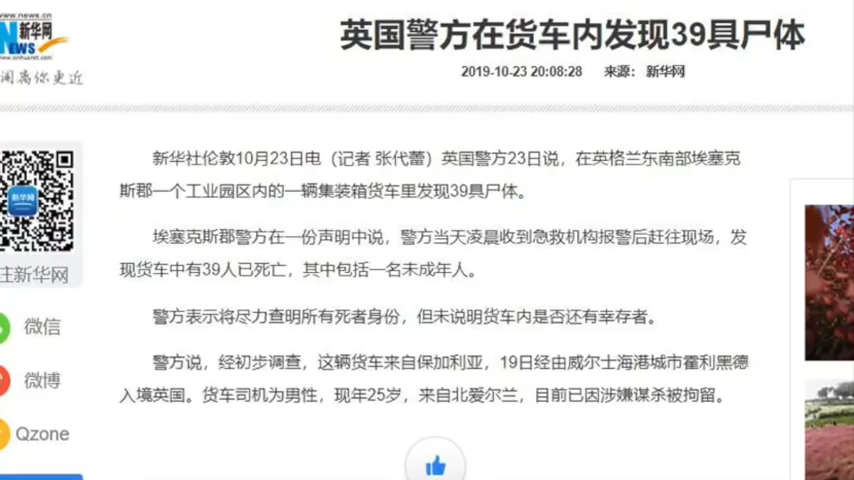 www.news.cn
新华网
NEWS
www.xinhuanet.com
闻离你更近
英国警方在货车内发现39具尸体
2019-10-23 20:08:28 来源: 新华网
新华社伦敦10月23日电（记者 张代蕾）英国警方23日说，在英格兰东南部埃塞克
斯郡一个工业园区内的一辆集装箱货车里发现39具尸体。
埃塞克斯郡警方在一份声明中说，警方当天凌晨收到急救机构报警后赶往现场，发
现货车中有39人已死亡，其中包括一名未成年人。
警方表示将尽力查明所有死者身份，但未说明货车内是否还有幸存者。
警方说，经初步调查，这辆货车来自保加利亚，19日经由威尔士海港城市霍利黑德
入境英国。货车司机为男性，现年25岁，来自北爱尔兰，目前已因涉嫌谋杀被拘留。
新华网
注新华网
微信
微博
Qzone